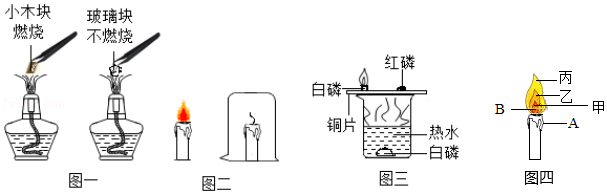 小木块
燃烧
玻璃块
不燃烧
图一
图二
白磷
红磷
铜片
热水
白磷
图三
丙
乙
甲
B
A
图四